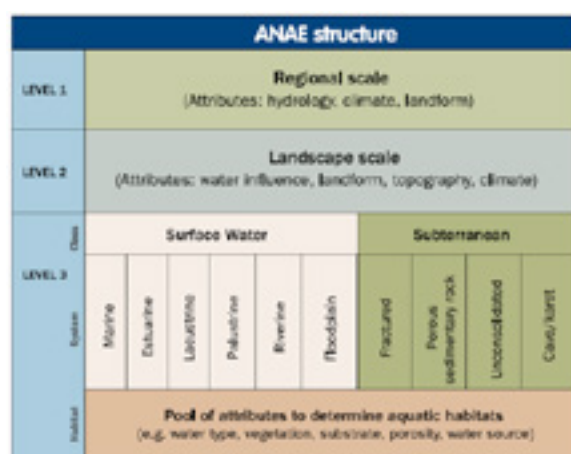 ANAE structure
LEVEL 1
Regional scale
(Attributes: hydrology, climate, landform)
LEVEL 2
Landscape scale
(Attributes: water influence, landform, topography, climate)
LEVEL 3
Class
Surface Water
Subterranean
System
Marine
Estuarine
Lacustrine
Palustrine
Riverine
Floodplain
Fractured
Porous
sedimentary rock
Unconsolidated
Cave/karst
Habitat
Pool of attributes to determine aquatic habitats
(e.g. water type, vegetation, substrate, porosity, water source)